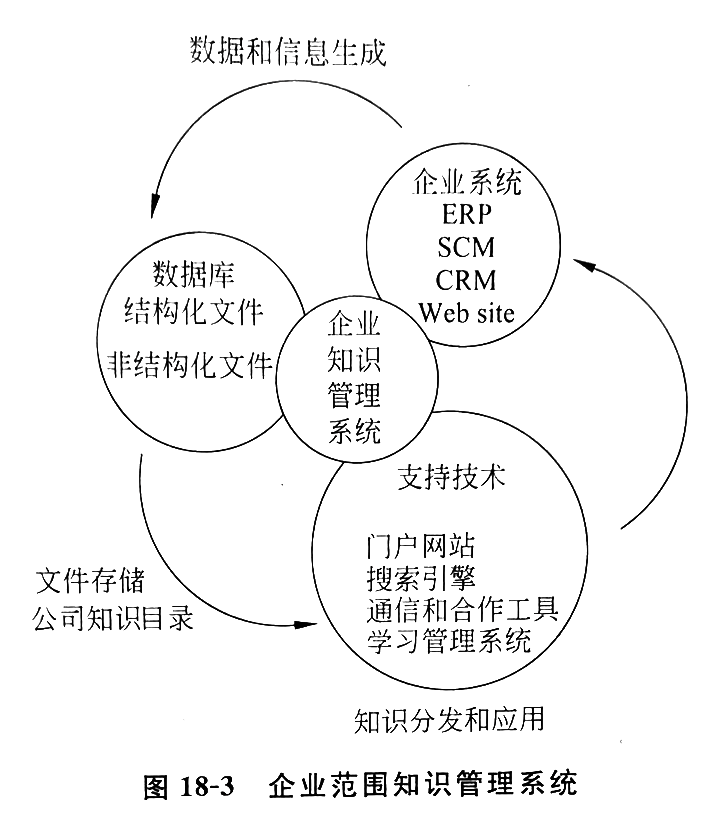 数据和信息生成
企业系统
ERP
SCM
CRM
Web site
数据库
结构化文件
非结构化文件
企业
知识
管理
系统
支持技术
门户网站
搜索引擎
通信和合作工具
学习管理系统
文件存储
公司知识目录
知识分发和应用
图 18-3 企业范围知识管理系统